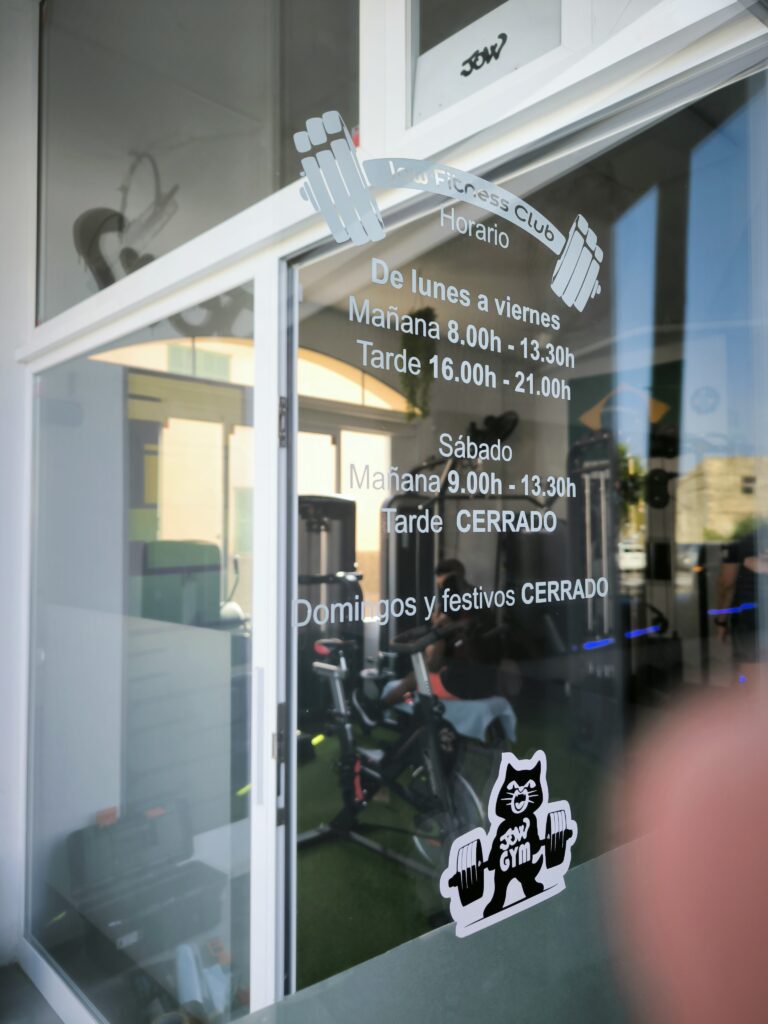 JOW
Jow Fitness Club
Horario
De lunes a viernes
Mañana 8.00h - 13.30h
Tarde 16.00h - 21.00h
Sábado
Mañana 9.00h - 13.30h
Tarde CERRADO
Domingos y festivos CERRADO
JOW
GYM